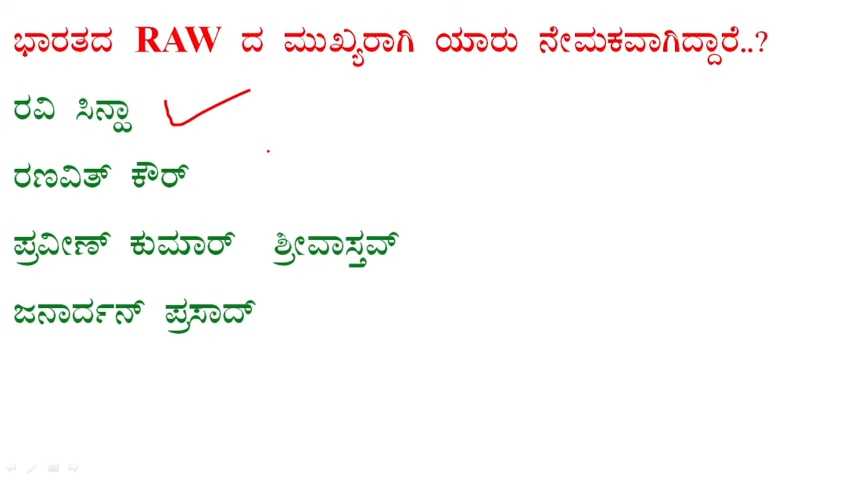 ಭಾರತದ RAW ದ ಮುಖ್ಯರಾಗಿ ಯಾರು ನೇಮಕವಾಗಿದ್ದಾರೆ..?
ರವಿ ಸಿನ್ಹಾ
ರಣವಿತ್ ಕೌರ್
ಪ್ರವೀಣ್ ಕುಮಾರ್ ಶ್ರೀವಾಸ್ತವ್
ಜನಾರ್ದನ್ ಪ್ರಸಾದ್